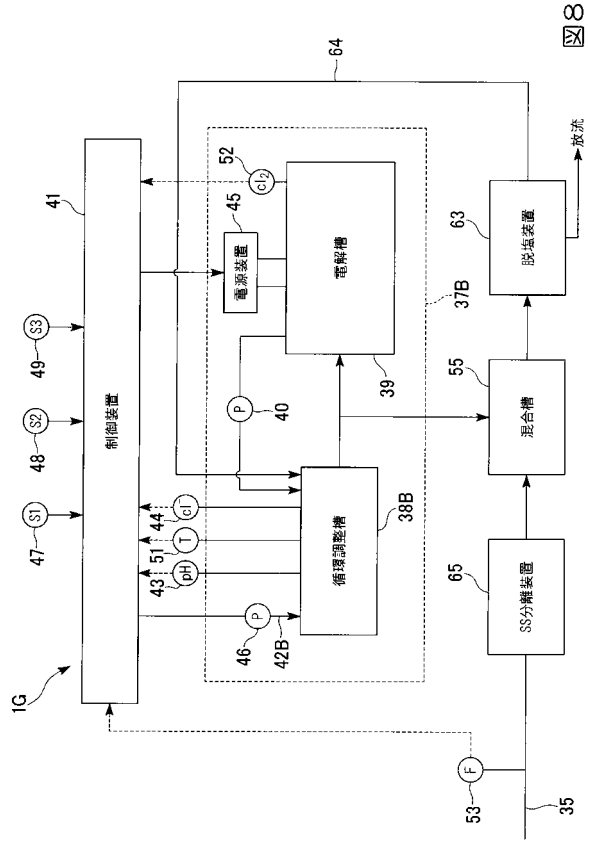 図8
1G
47
S1
48
S2
49
S3
41
制御装置
64
46
P
42B
43
pH
51
T
44
cl⁻
40
P
45
電源装置
52
cl₂
循環調整槽
38B
電解槽
39
37B
53
F
35
65
SS分離装置
55
混合槽
63
脱塩装置
放流